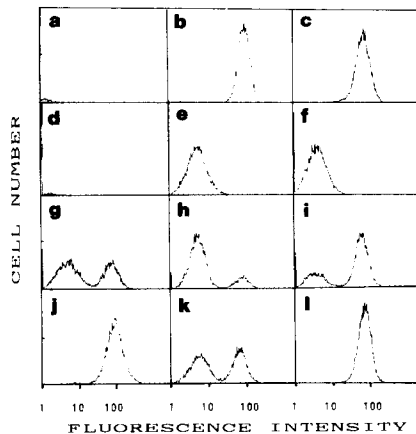 a b c
d e f
g h i
j k l
CELL NUMBER
1 10 100 1 10 100 1 10 100
FLUORESCENCE INTENSITY